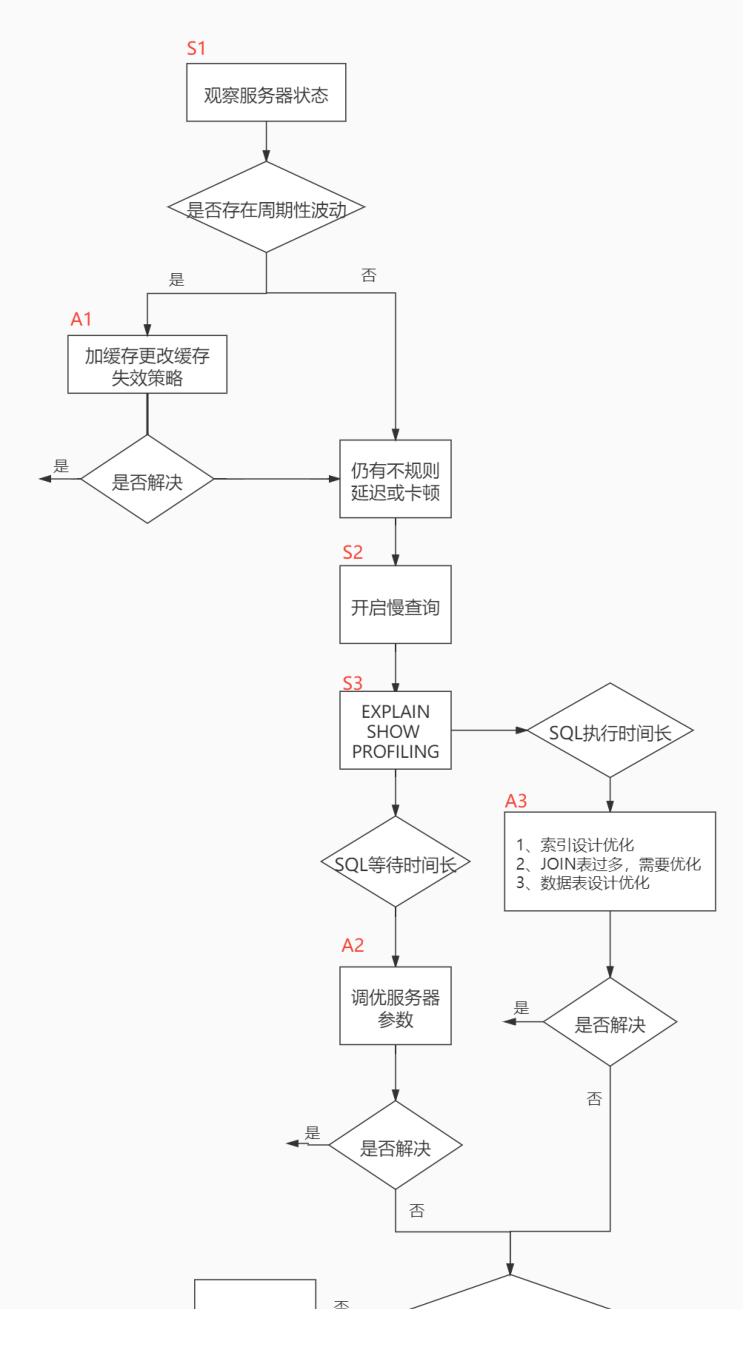 S1
观察服务器状态
是否存在周期性波动
是
否
A1
加缓存更改缓存
失效策略
是
是否解决
仍有不规则
延迟或卡顿
S2
开启慢查询
S3
EXPLAIN
SHOW
PROFILING
SQL执行时间长
A3
1、索引设计优化
2、JOIN表过多，需要优化
3、数据表设计优化
SQL等待时间长
A2
调优服务器
参数
是
是否解决
否
是
是否解决
否
否